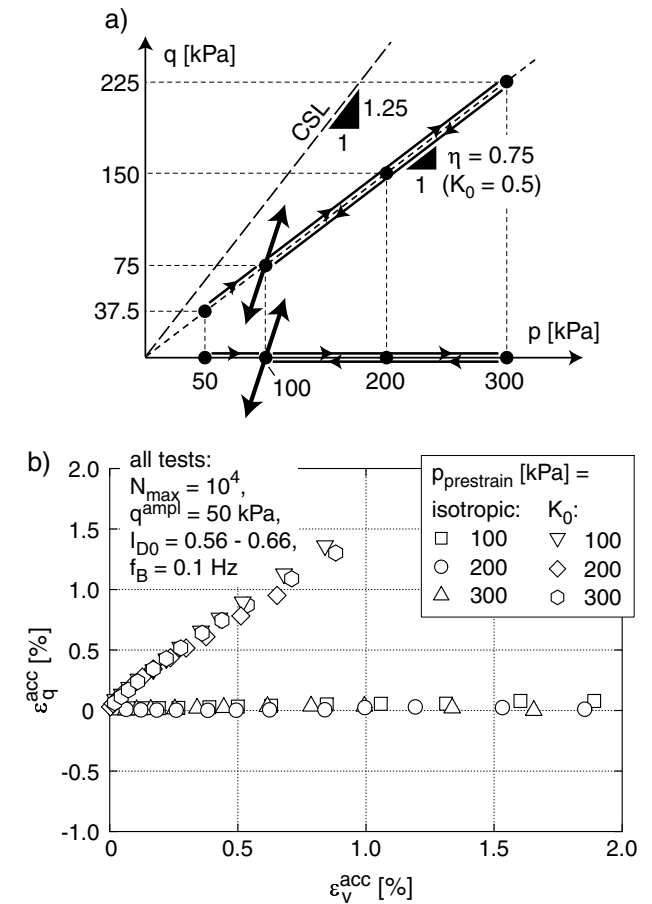 a)
q [kPa]
225
CSL
1.25
1
150
η = 0.75
1
(K0 = 0.5)
75
37.5
p [kPa]
50
100
200
300
b)
2.0
all tests:
Nmax = 10^4,
q^ampl = 50 kPa,
ID0 = 0.56 - 0.66,
fB = 0.1 Hz
pprestrain [kPa] =
isotropic: K0:
100 100
200 200
300 300
1.5
1.0
0.5
0
-0.5
-1.0
εq^acc [%]
0 0.5 1.0 1.5 2.0
εv^acc [%]